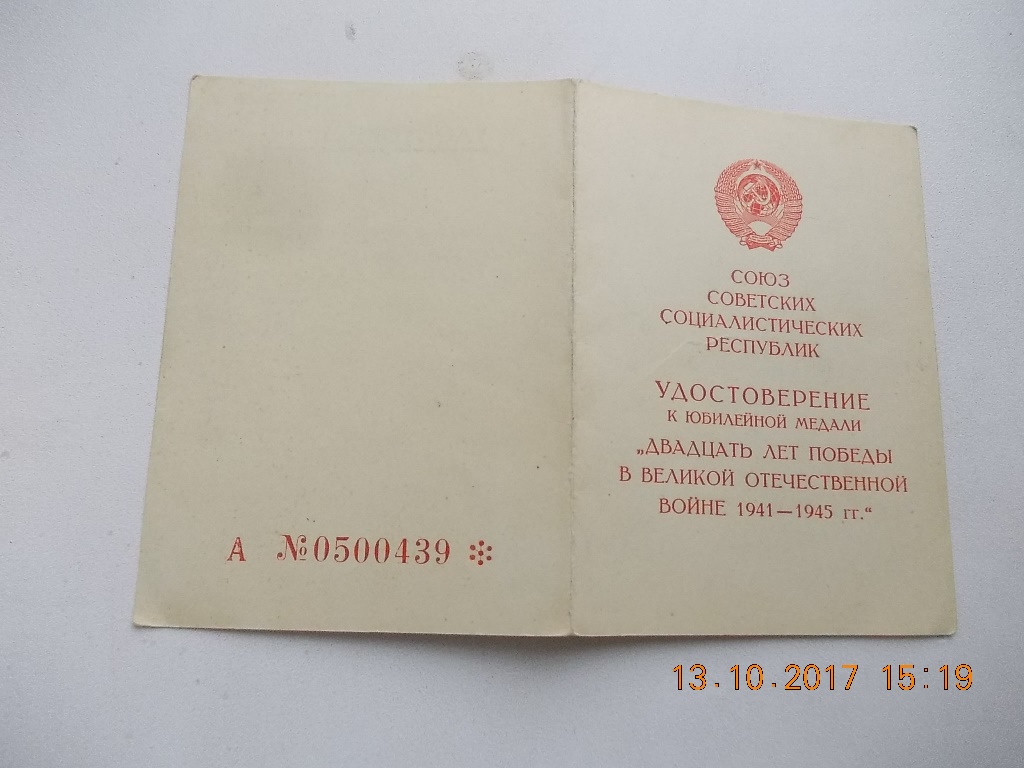 А №0500439
СОЮЗ
СОВЕТСКИХ
СОЦИАЛИСТИЧЕСКИХ
РЕСПУБЛИК
УДОСТОВЕРЕНИЕ
К ЮБИЛЕЙНОЙ МЕДАЛИ
„ДВАДЦАТЬ ЛЕТ ПОБЕДЫ
В ВЕЛИКОЙ ОТЕЧЕСТВЕННОЙ
ВОЙНЕ 1941—1945 гг.“
13.10.2017 15:19